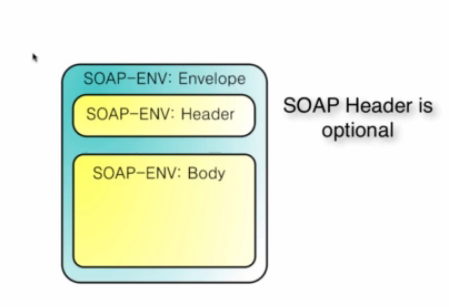 SOAP-ENV: Envelope
SOAP-ENV: Header
SOAP-ENV: Body
SOAP Header is
optional